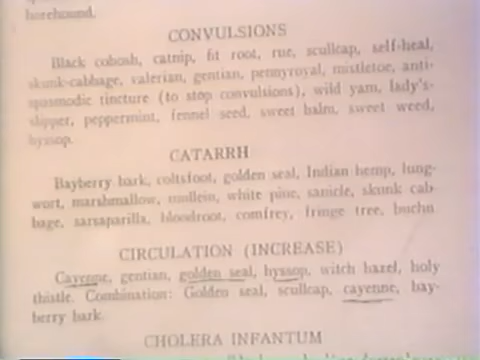 horehound.
CONVULSIONS
Black cohosh, catnip, fit root, rue, scullcap, self-heal,
skunk-cabbage, valerian, gentian, pennyroyal, mistletoe, anti-
spasmodic tincture (to stop convulsions), wild yam, lady's-
slipper, peppermint, fennel seed, sweet balm, sweet weed,
hyssop.
CATARRH
Bayberry bark, coltsfoot, golden seal, Indian hemp, lung-
wort, marshmallow, mullein, white pine, sanicle, skunk cab-
bage, sarsaparilla, bloodroot, comfrey, fringe tree, buchu
CIRCULATION (INCREASE)
Cayenne, gentian, golden seal, hyssop, witch hazel, holy
thistle. Combination: Golden seal, scullcap, cayenne, bay-
berry bark.
CHOLERA INFANTUM